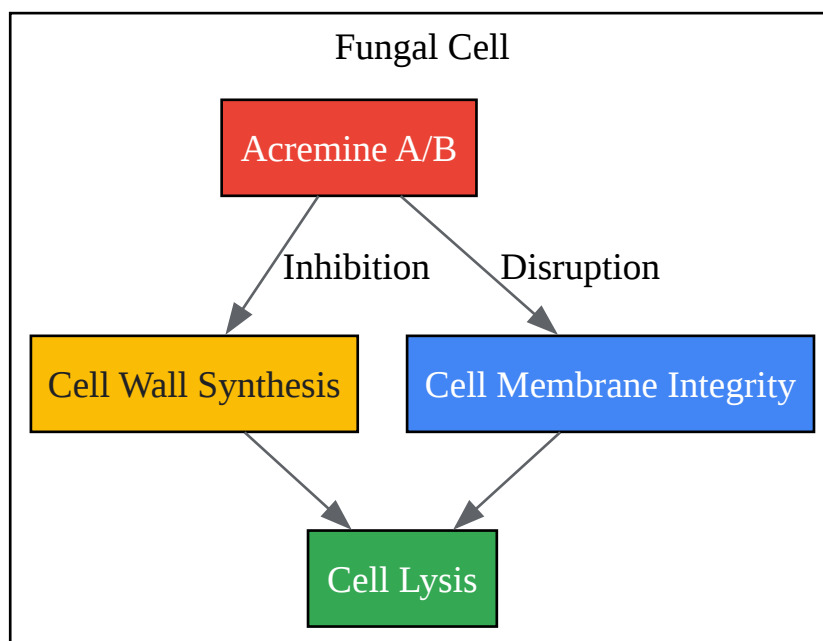 Fungal Cell
Acremine A/B
Inhibition
Disruption
Cell Wall Synthesis
Cell Membrane Integrity
Cell Lysis